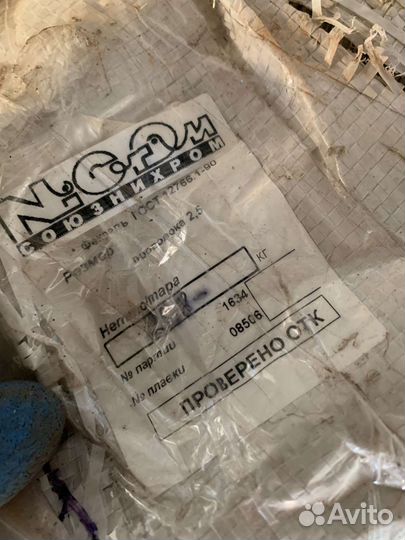 СОЮЗНИХРОМ
Фехраль ГОСТ 12766.1-90
Размер проволока 2,5
Нетто+тара
кг
№ партии 1634
№ плавки 08506
ПРОВЕРЕНО ОТК
Avito